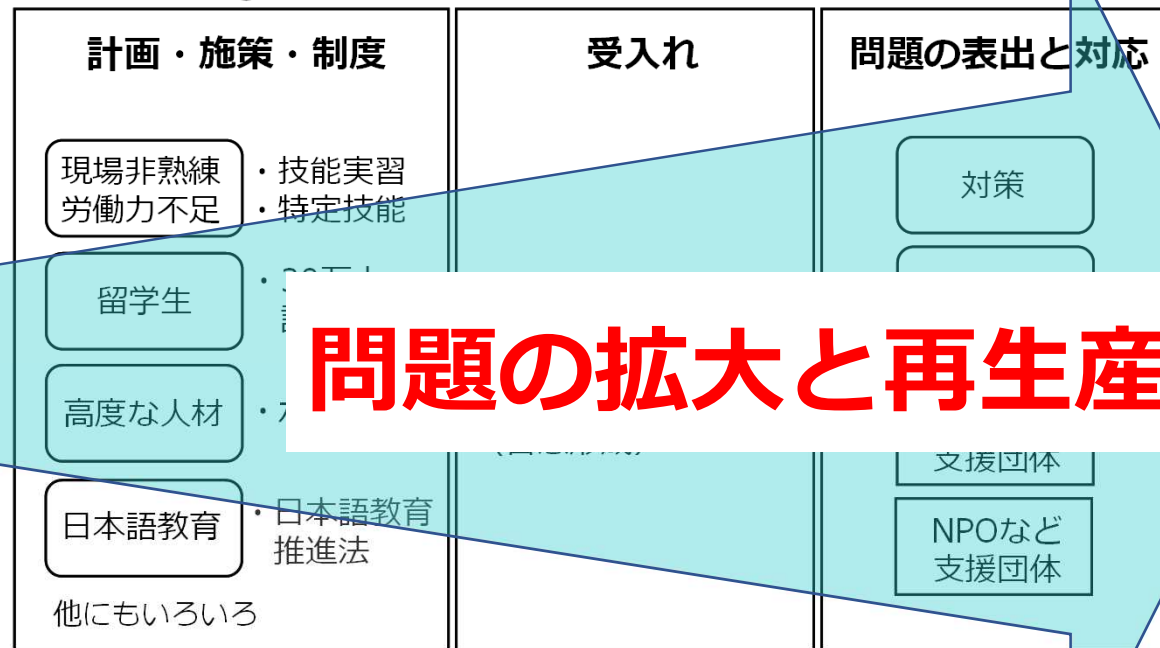 計画・施策・制度
現場非熟練
労働力不足
・技能実習
・特定技能
留学生
高度な人材
日本語教育
・日本語教育
推進法
他にもいろいろ
受入れ
問題の表出と対応
対策
支援団体
NPOなど
支援団体
問題の拡大と再生産